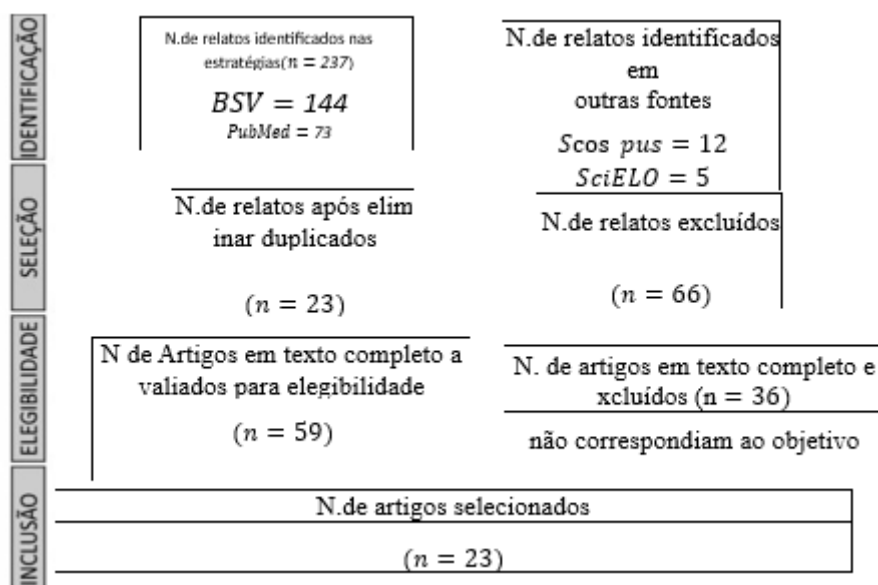 IDENTIFICAÇÃO
N.de relatos identificados nas
estratégias(n = 237)
BSV = 144
PubMed = 73
N.de relatos identificados
em
outras fontes
Scos pus = 12
SciELO = 5
SELEÇÃO
N.de relatos após elim
inar duplicados
(n = 23)
N.de relatos excluídos
(n = 66)
ELEGIBILIDADE
N de Artigos em texto completo a
valiados para elegibilidade
(n = 59)
N. de artigos em texto completo e
xcluídos (n = 36)
não correspondiam ao objetivo
INCLUSÃO
N.de artigos selecionados
(n = 23)